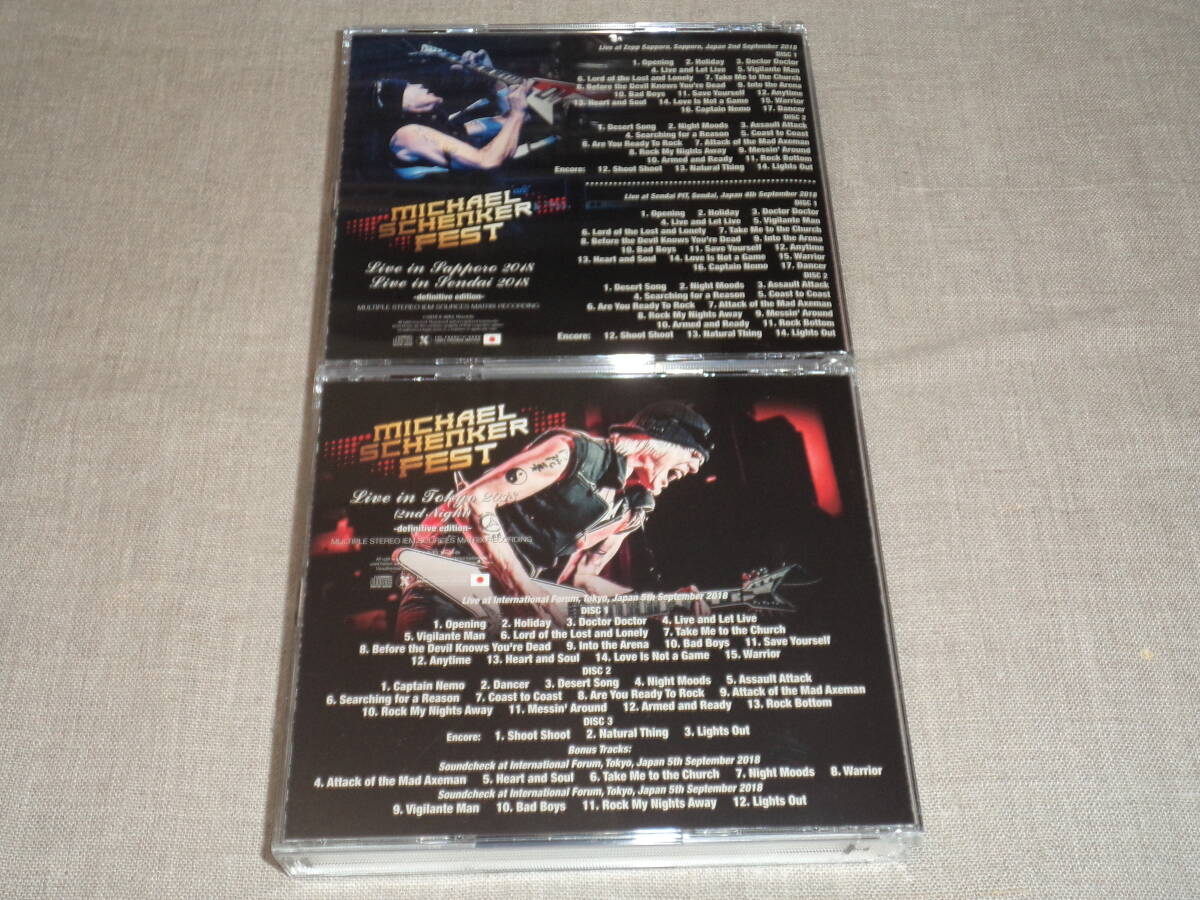 Live at Zepp Sapporo, Sapporo, Japan 2nd September 2018
DISC 1
1. Opening 2. Holiday 3. Doctor Doctor
4. Live and Let Live 5. Vigilante Man
6. Lord of the Lost and Lonely 7. Take Me to the Church
8. Before the Devil Knows You're Dead 9. Into the Arena
10. Bad Boys 11. Save Yourself 12. Anytime
13. Heart and Soul 14. Love Is Not a Game 15. Warrior
16. Captain Nemo 17. Dancer
DISC 2
1. Desert Song 2. Night Moods 3. Assault Attack
4. Searching for a Reason 5. Coast to Coast
6. Are You Ready To Rock 7. Attack of the Mad Axeman
8. Rock My Nights Away 9. Messin' Around
10. Armed and Ready 11. Rock Bottom
Encore: 12. Shoot Shoot 13. Natural Thing 14. Lights Out
Live at Sendai PIT, Sendai, Japan 4th September 2018
DISC 1
1. Opening 2. Holiday 3. Doctor Doctor
4. Live and Let Live 5. Vigilante Man
6. Lord of the Lost and Lonely 7. Take Me to the Church
8. Before the Devil Knows You're Dead 9. Into the Arena
10. Bad Boys 11. Save Yourself 12. Anytime
13. Heart and Soul 14. Love Is Not a Game 15. Warrior
16. Captain Nemo 17. Dancer
DISC 2
1. Desert Song 2. Night Moods 3. Assault Attack
4. Searching for a Reason 5. Coast to Coast
6. Are You Ready To Rock 7. Attack of the Mad Axeman
8. Rock My Nights Away 9. Messin' Around
10. Armed and Ready 11. Rock Bottom
Encore: 12. Shoot Shoot 13. Natural Thing 14. Lights Out
MICHAEL
SCHENKER
FEST
Live in Sapporo 2018
Live in Sendai 2018
-definitive edition-
MULTIPLE STEREO IEM SOURCES MATRIX RECORDING
MICHAEL
SCHENKER
FEST
Live in Tokyo 2018
(2nd Night)
-definitive edition-
MULTIPLE STEREO IEM SOURCES MATRIX RECORDING
Live at International Forum, Tokyo, Japan 5th September 2018
DISC 1
1. Opening 2. Holiday 3. Doctor Doctor 4. Live and Let Live
5. Vigilante Man 6. Lord of the Lost and Lonely 7. Take Me to the Church
8. Before the Devil Knows You're Dead 9. Into the Arena 10. Bad Boys 11. Save Yourself
12. Anytime 13. Heart and Soul 14. Love Is Not a Game 15. Warrior
DISC 2
1. Captain Nemo 2. Dancer 3. Desert Song 4. Night Moods 5. Assault Attack
6. Searching for a Reason 7. Coast to Coast 8. Are You Ready To Rock 9. Attack of the Mad Axeman
10. Rock My Nights Away 11. Messin' Around 12. Armed and Ready 13. Rock Bottom
DISC 3
Encore: 1. Shoot Shoot 2. Natural Thing 3. Lights Out
Bonus Tracks:
Soundcheck at International Forum, Tokyo, Japan 5th September 2018
4. Attack of the Mad Axeman 5. Heart and Soul 6. Take Me to the Church 7. Night Moods 8. Warrior
Soundcheck at International Forum, Tokyo, Japan 5th September 2018
9. Vigilante Man 10. Bad Boys 11. Rock My Nights Away 12. Lights Out